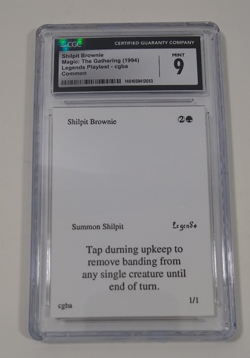 CGC
CERTIFIED GUARANTY COMPANY
Shilpit Brownie
Magic: The Gathering (1994)
Legends Playtest - cgba
Common
MINT
9
Shilpit Brownie
2
Summon Shilpit
Legends
Tap durning upkeep to
remove banding from
any single creature until
end of turn.
cgba
1/1